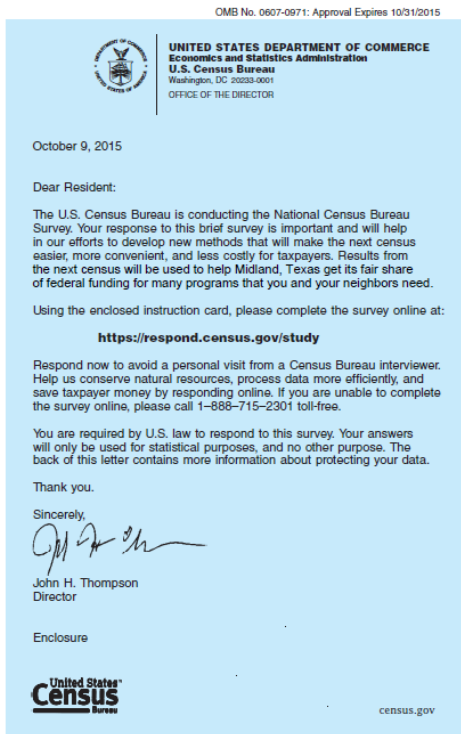 OMB No. 0607-0971: Approval Expires 10/31/2015
UNITED STATES DEPARTMENT OF COMMERCE
Economics and Statistics Administration
U.S. Census Bureau
Washington, DC 20233-0001
OFFICE OF THE DIRECTOR
October 9, 2015
Dear Resident:
The U.S. Census Bureau is conducting the National Census Bureau
Survey. Your response to this brief survey is important and will help
in our efforts to develop new methods that will make the next census
easier, more convenient, and less costly for taxpayers. Results from
the next census will be used to help Midland, Texas get its fair share
of federal funding for many programs that you and your neighbors need.
Using the enclosed instruction card, please complete the survey online at:
https://respond.census.gov/study
Respond now to avoid a personal visit from a Census Bureau interviewer.
Help us conserve natural resources, process data more efficiently, and
save taxpayer money by responding online. If you are unable to complete
the survey online, please call 1–888–715–2301 toll-free.
You are required by U.S. law to respond to this survey. Your answers
will only be used for statistical purposes, and no other purpose. The
back of this letter contains more information about protecting your data.
Thank you.
Sincerely,
John H. Thompson
Director
Enclosure
United States™
Census
Bureau
census.gov